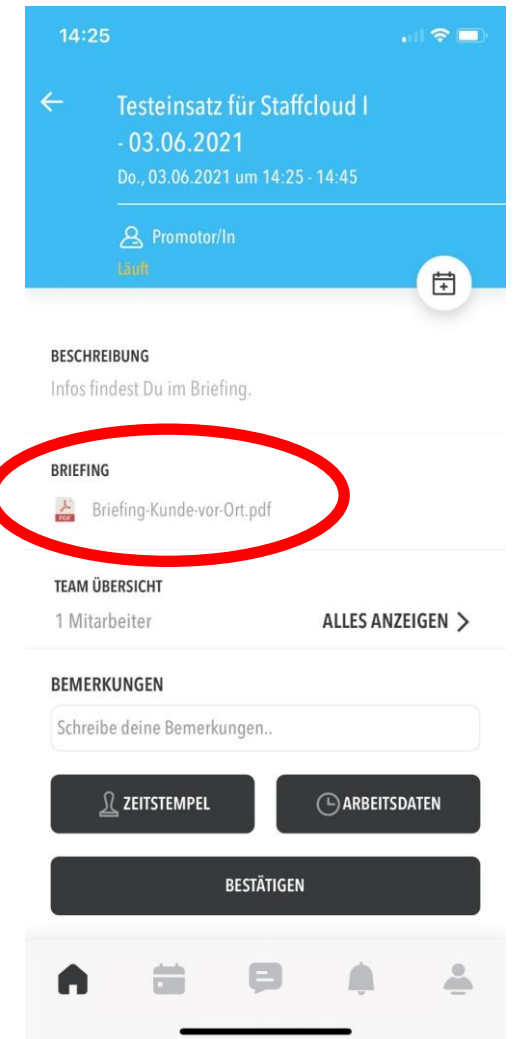 14:25
Testeinsatz für Staffcloud I
- 03.06.2021
Do., 03.06.2021 um 14:25 - 14:45
Promotor/In
Läuft
BESCHREIBUNG
Infos findest Du im Briefing.
BRIEFING
PDF Briefing-Kunde-vor-Ort.pdf
TEAM ÜBERSICHT
1 Mitarbeiter ALLES ANZEIGEN
BEMERKUNGEN
Schreibe deine Bemerkungen..
ZEITSTEMPEL ARBEITSDATEN
BESTÄTIGEN